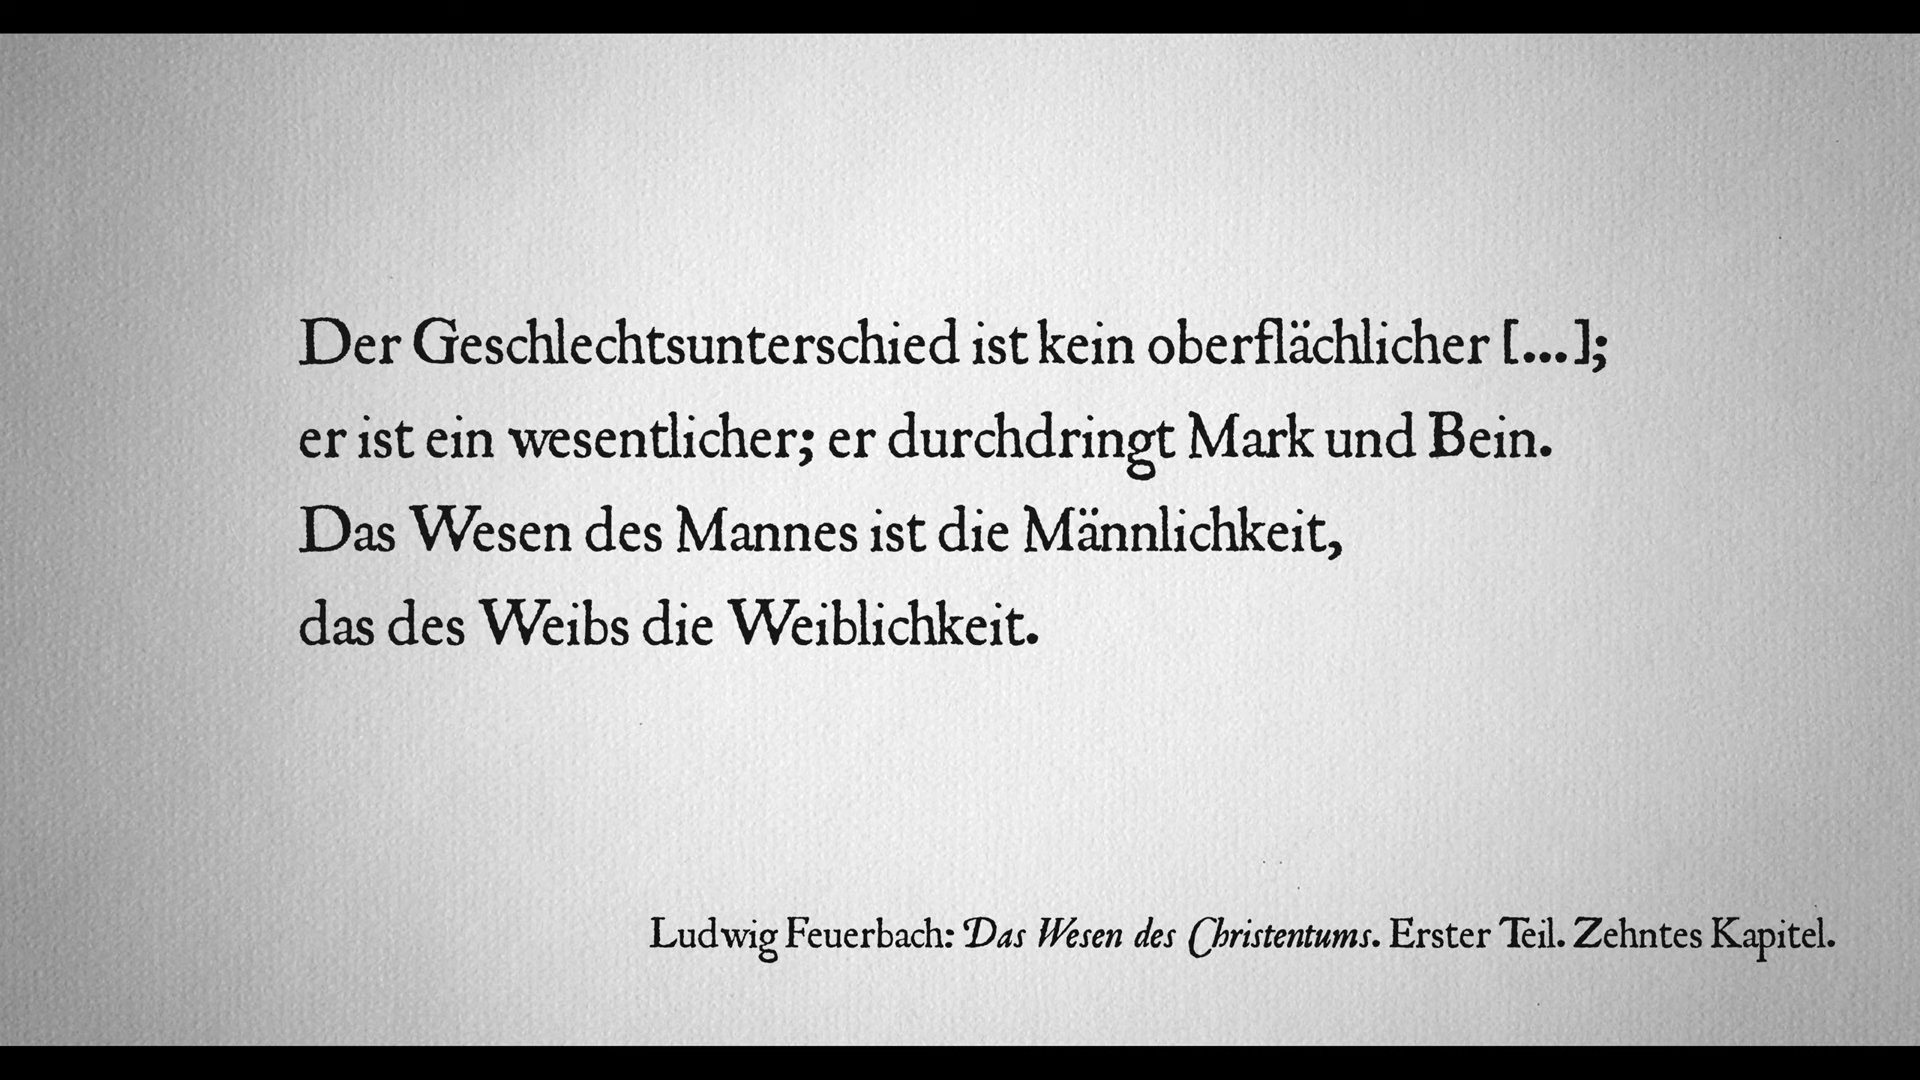 Der Geschlechtsunterschied ist kein oberflächlicher [...];
er ist ein wesentlicher; er durchdringt Mark und Bein.
Das Wesen des Mannes ist die Männlichkeit,
das des Weibs die Weiblichkeit.
Ludwig Feuerbach: Das Wesen des Christentums. Erster Teil. Zehntes Kapitel.